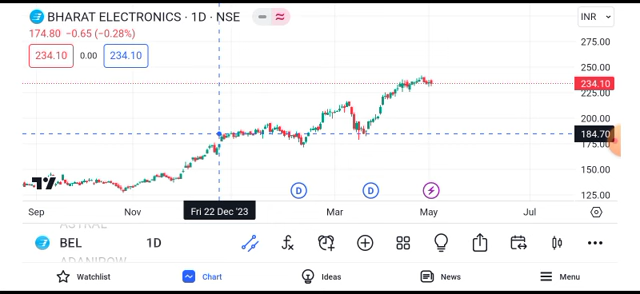 BHARAT ELECTRONICS · 1D · NSE
INR
174.80 −0.65 (−0.28%)
275.00
234.10 0.00 234.10
250.00
234.10
225.00
200.00
184.70
175.00
150.00
125.00
D D
Sep Nov Fri 22 Dec '23 Mar May Jul
ASTRAL
BEL 1D
ADANIPOW
Watchlist Chart Ideas News Menu